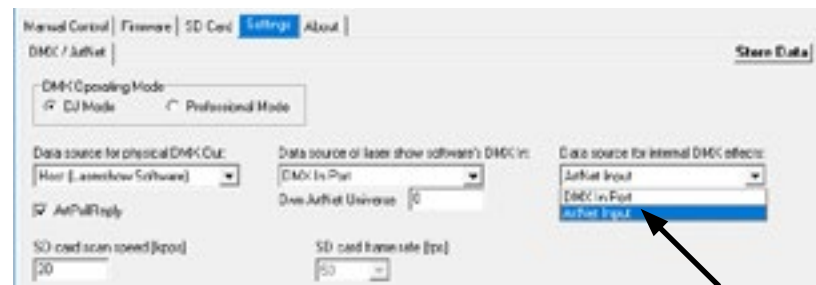 Manual Control | Firmware | SD Card | Settings | About |
DMX / ArtNet | Store Data
DMX Operating Mode
DJ Mode Professional Mode
Data source for physical DMX Out: Data source of laser show software's DMX In: Data source for internal DMX effects:
Host (Lasershow Software) DMX In Port ArtNet Input
Own ArtNet Universe 0 DMX In Port
ArtPollReply ArtNet Input
SD card scan speed [kpps] SD card frame rate [fps]
20 50